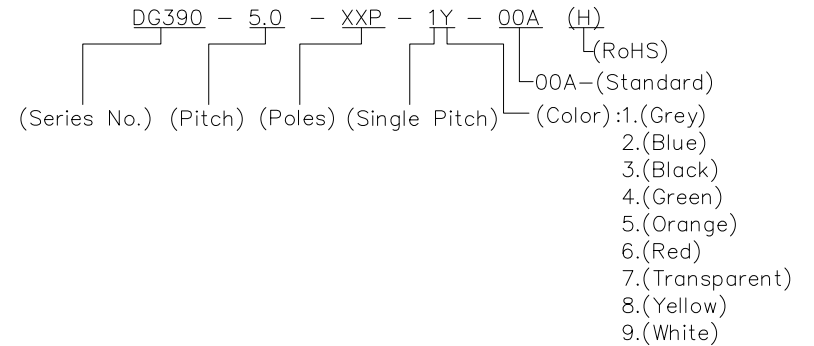 DG390 - 5.0 - XXP - 1Y - 00A (H)
(RoHS)
00A-(Standard)
(Series No.) (Pitch) (Poles) (Single Pitch) (Color):1.(Grey)
2.(Blue)
3.(Black)
4.(Green)
5.(Orange)
6.(Red)
7.(Transparent)
8.(Yellow)
9.(White)